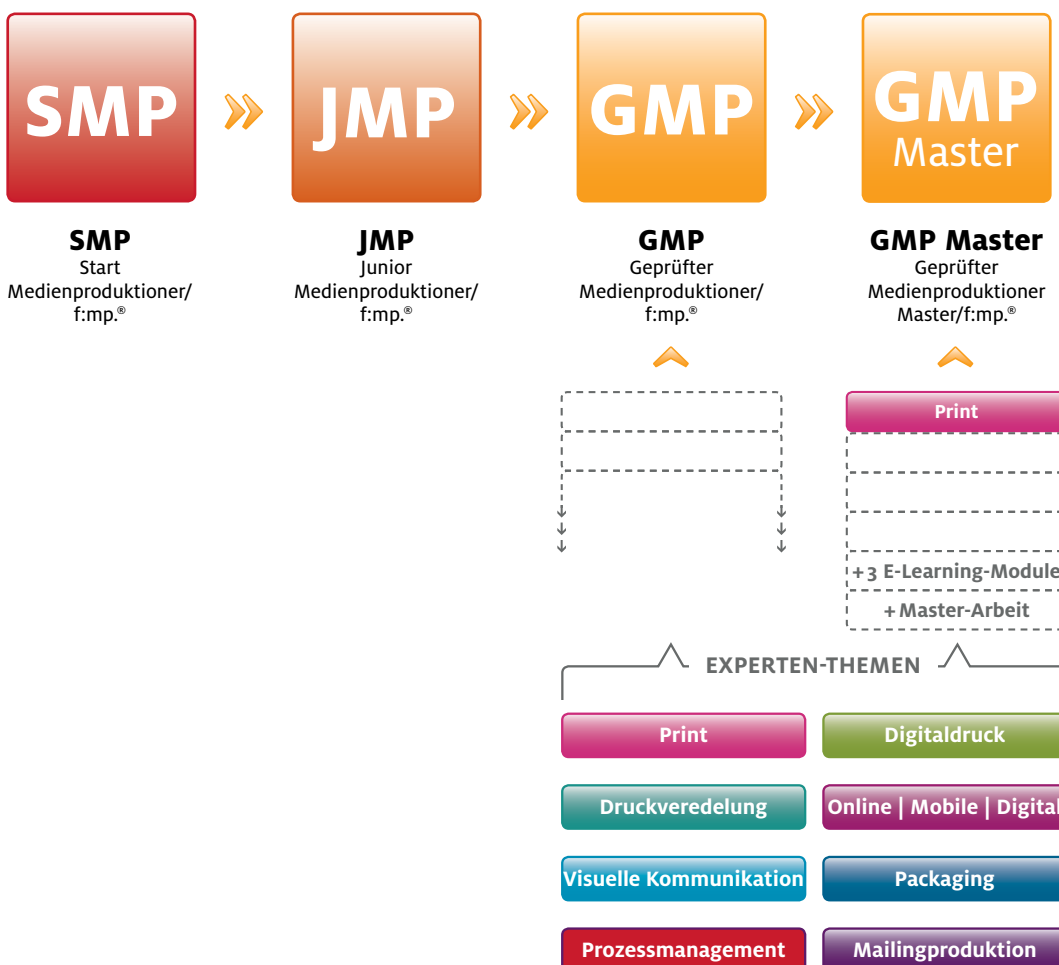 SMP
JMP
GMP
GMP
Master
SMP
Start
Medienproduktioner/
f:mp.®
JMP
Junior
Medienproduktioner/
f:mp.®
GMP
Geprüfter
Medienproduktioner/
f:mp.®
GMP Master
Geprüfter
Medienproduktioner
Master/f:mp.®
Print
+ 3 E-Learning-Module
+ Master-Arbeit
EXPERTEN-THEMEN
Print
Digitaldruck
Druckveredelung
Online | Mobile | Digital
Visuelle Kommunikation
Packaging
Prozessmanagement
Mailingproduktion